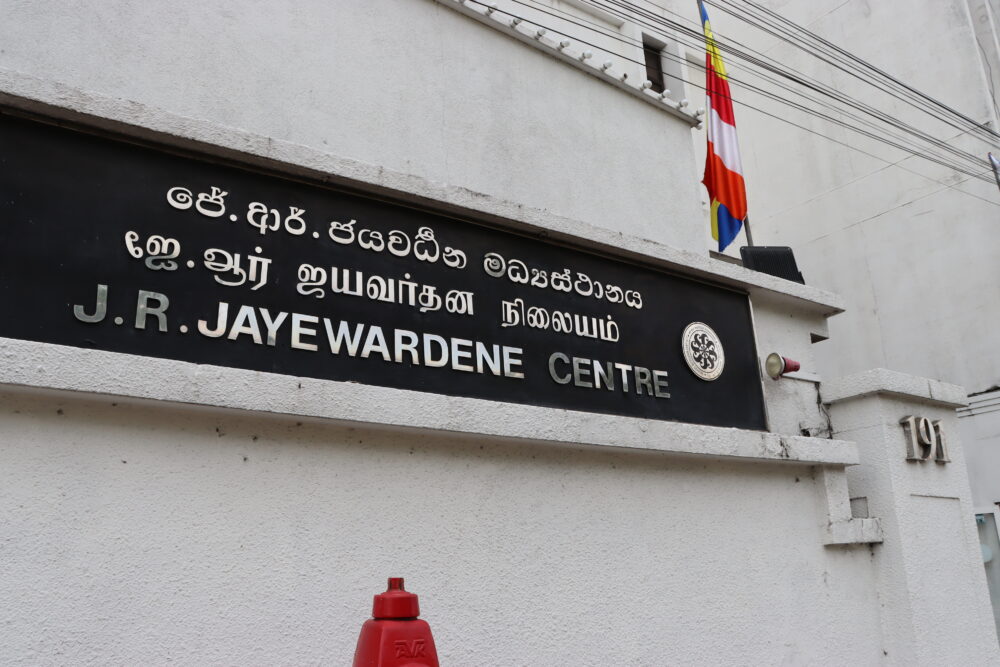 ජේ. ආර්. ජයවර්ධන මධ්‍යස්ථානය
ஜே. ஆர் ஜயவர்தன நிலையம்
J.R. JAYEWARDENE CENTRE
191